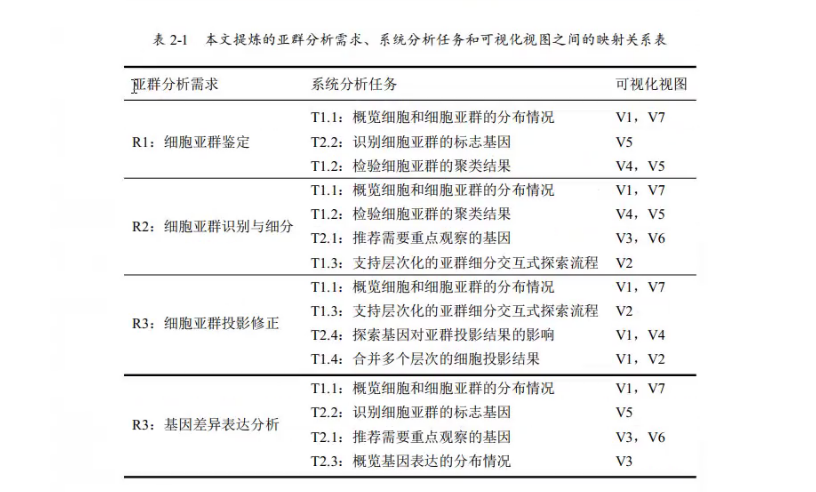 表 2-1 本文提炼的亚群分析需求、系统分析任务和可视化视图之间的映射关系表
亚群分析需求 系统分析任务 可视化视图
T1.1：概览细胞和细胞亚群的分布情况 V1，V7
R1：细胞亚群鉴定 T2.2：识别细胞亚群的标志基因 V5
T1.2：检验细胞亚群的聚类结果 V4，V5
T1.1：概览细胞和细胞亚群的分布情况 V1，V7
T1.2：检验细胞亚群的聚类结果 V4，V5
R2：细胞亚群识别与细分
T2.1：推荐需要重点观察的基因 V3，V6
T1.3：支持层次化的亚群细分交互式探索流程 V2
T1.1：概览细胞和细胞亚群的分布情况 V1，V7
T1.3：支持层次化的亚群细分交互式探索流程 V2
R3：细胞亚群投影修正
T2.4：探索基因对亚群投影结果的影响 V1，V4
T1.4：合并多个层次的细胞投影结果 V1，V2
T1.1：概览细胞和细胞亚群的分布情况 V1，V7
T2.2：识别细胞亚群的标志基因 V5
R3：基因差异表达分析
T2.1：推荐需要重点观察的基因 V3，V6
T2.3：概览基因表达的分布情况 V3